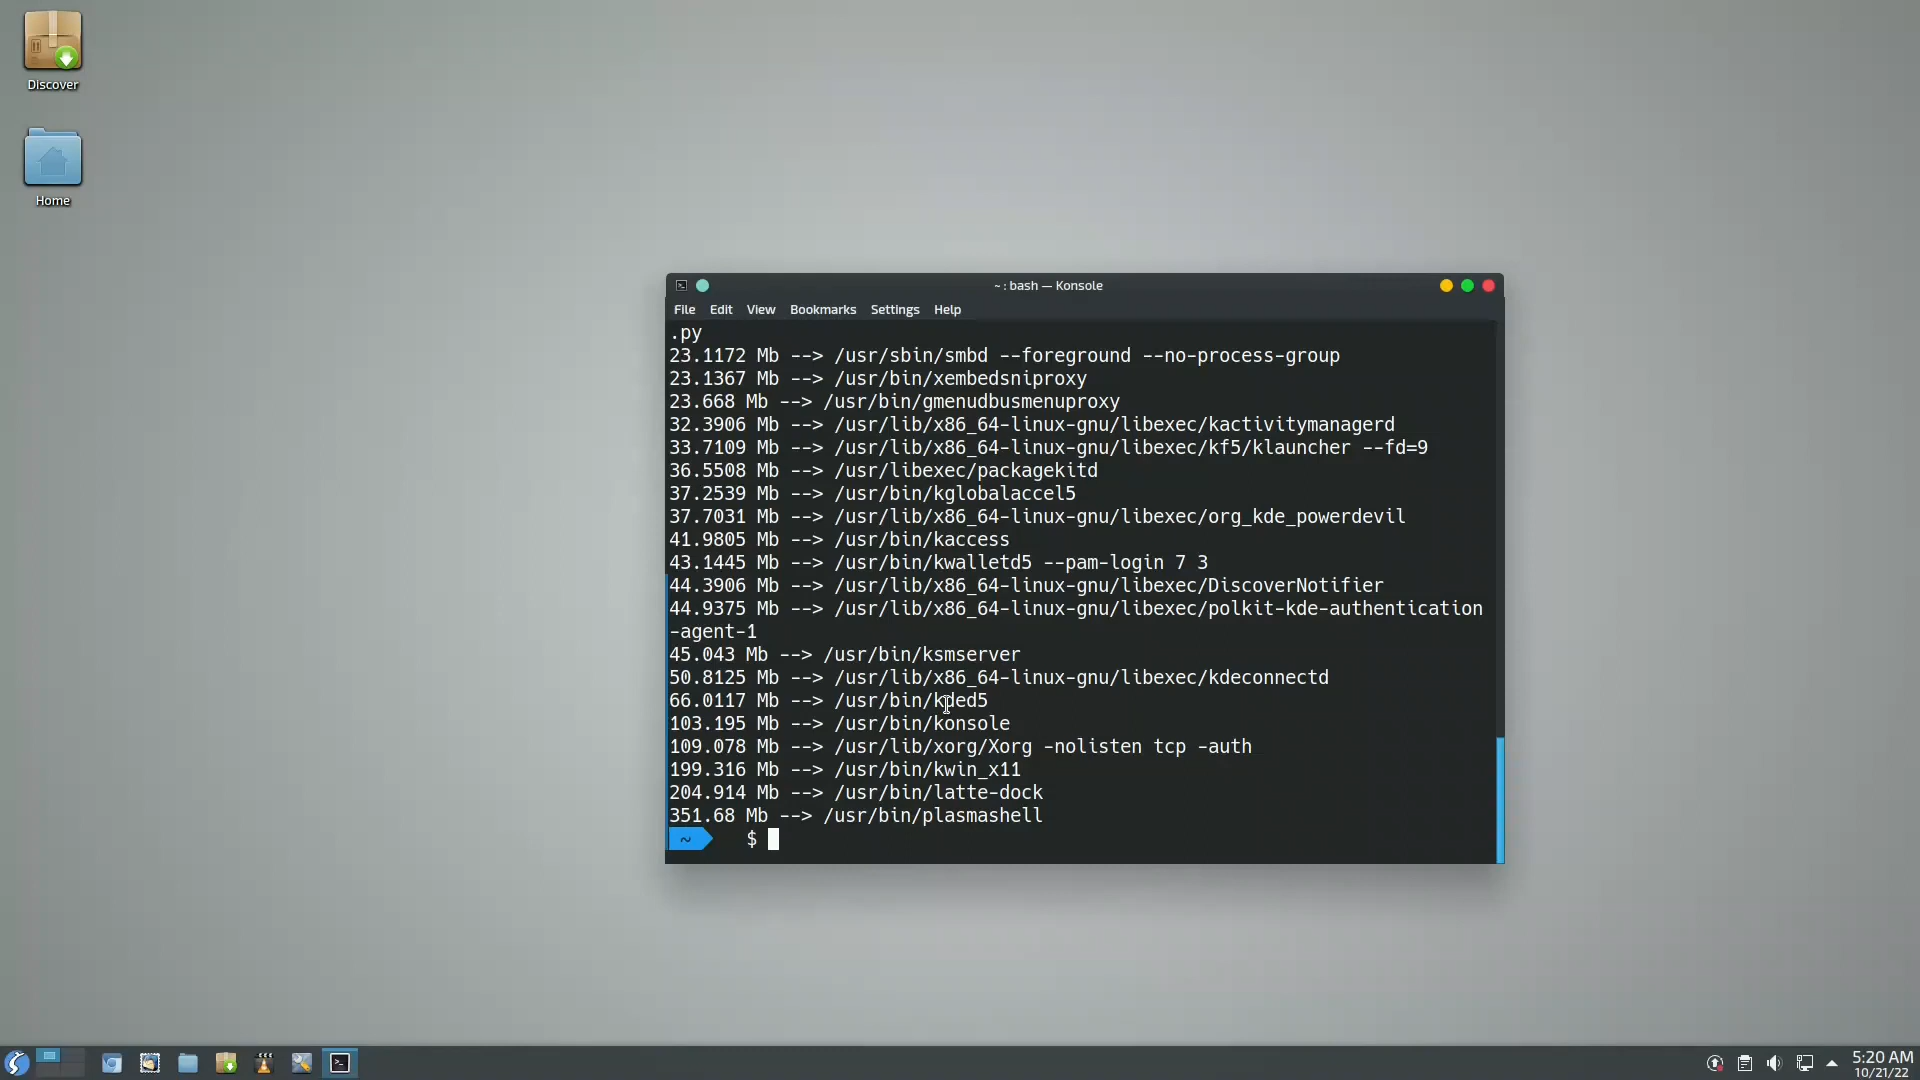 Discover
Home
~ : bash — Konsole
File Edit View Bookmarks Settings Help
.py
23.1172 Mb --> /usr/sbin/smbd --foreground --no-process-group
23.1367 Mb --> /usr/bin/xembedsniproxy
23.668 Mb --> /usr/bin/gmenudbusmenuproxy
32.3906 Mb --> /usr/lib/x86_64-linux-gnu/libexec/kactivitymanagerd
33.7109 Mb --> /usr/lib/x86_64-linux-gnu/libexec/kf5/klauncher --fd=9
36.5508 Mb --> /usr/libexec/packagekitd
37.2539 Mb --> /usr/bin/kglobalaccel5
37.7031 Mb --> /usr/lib/x86_64-linux-gnu/libexec/org_kde_powerdevil
41.9805 Mb --> /usr/bin/kaccess
43.1445 Mb --> /usr/bin/kwalletd5 --pam-login 7 3
44.3906 Mb --> /usr/lib/x86_64-linux-gnu/libexec/DiscoverNotifier
44.9375 Mb --> /usr/lib/x86_64-linux-gnu/libexec/polkit-kde-authentication
-agent-1
45.043 Mb --> /usr/bin/ksmserver
50.8125 Mb --> /usr/lib/x86_64-linux-gnu/libexec/kdeconnectd
66.0117 Mb --> /usr/bin/kded5
103.195 Mb --> /usr/bin/konsole
109.078 Mb --> /usr/lib/xorg/Xorg -nolisten tcp -auth
199.316 Mb --> /usr/bin/kwin_x11
204.914 Mb --> /usr/bin/latte-dock
351.68 Mb --> /usr/bin/plasmashell
~ $
5:20 AM
10/21/22